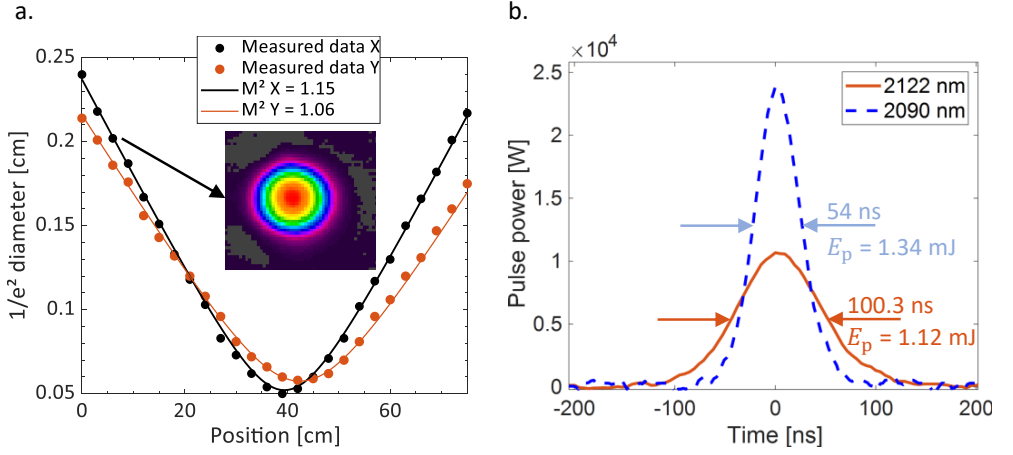 a.
Measured data X
Measured data Y
M² X = 1.15
M² Y = 1.06
0.25
0.2
0.15
0.1
0.05
1/e² diameter [cm]
0
20
40
60
Position [cm]
b.
×10⁴
2.5
2
1.5
1
0.5
0
Pulse power [W]
2122 nm
2090 nm
54 ns
Eₚ = 1.34 mJ
100.3 ns
Eₚ = 1.12 mJ
-200
-100
0
100
200
Time [ns]